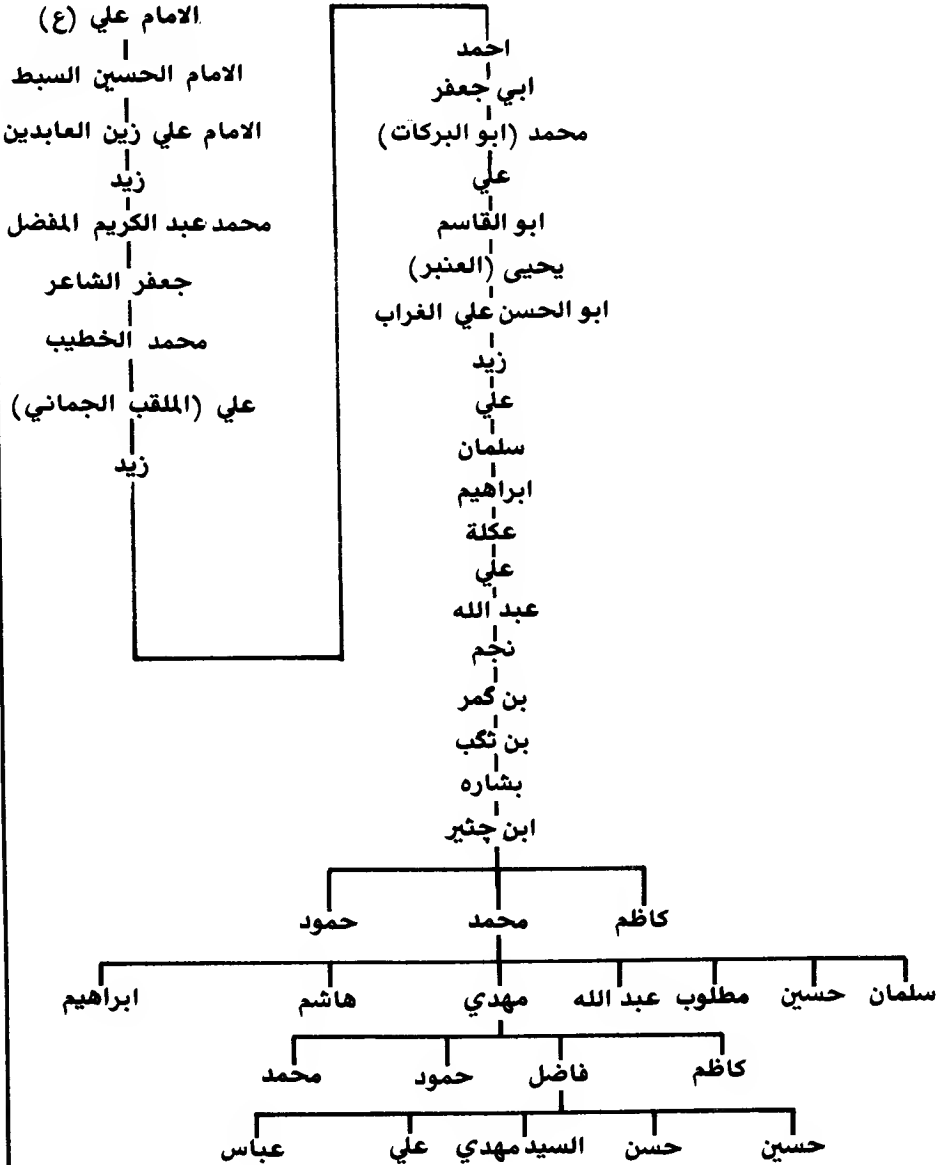 الامام علي (ع)
الامام الحسين السبط
الامام علي زين العابدين
زيد
محمد عبد الكريم المفضل
جعفر الشاعر
محمد الخطيب
علي (الملقب الجماني)
زيد
احمد
ابي جعفر
محمد (ابو البركات)
علي
ابو القاسم
يحيى (العنبر)
ابو الحسن علي الغراب
زيد
علي
سلمان
ابراهيم
عكلة
علي
عبد الله
نجم
بن گمر
بن ثگب
بشاره
ابن چثير
كاظم محمد حمود
سلمان حسين مطلوب عبد الله مهدي هاشم ابراهيم
كاظم فاضل حمود محمد
حسين حسن السيد مهدي علي عباس